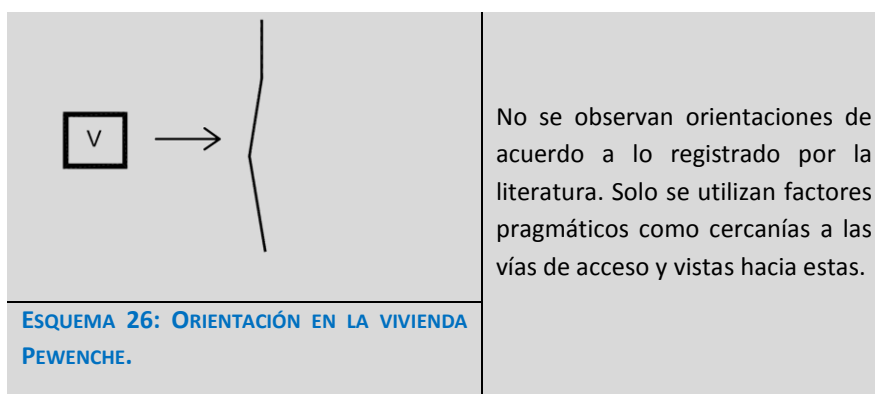 V
No se observan orientaciones de
acuerdo a lo registrado por la
literatura. Solo se utilizan factores
pragmáticos como cercanías a las
vías de acceso y vistas hacia estas.
ESQUEMA 26: ORIENTACIÓN EN LA VIVIENDA
PEWENCHE.